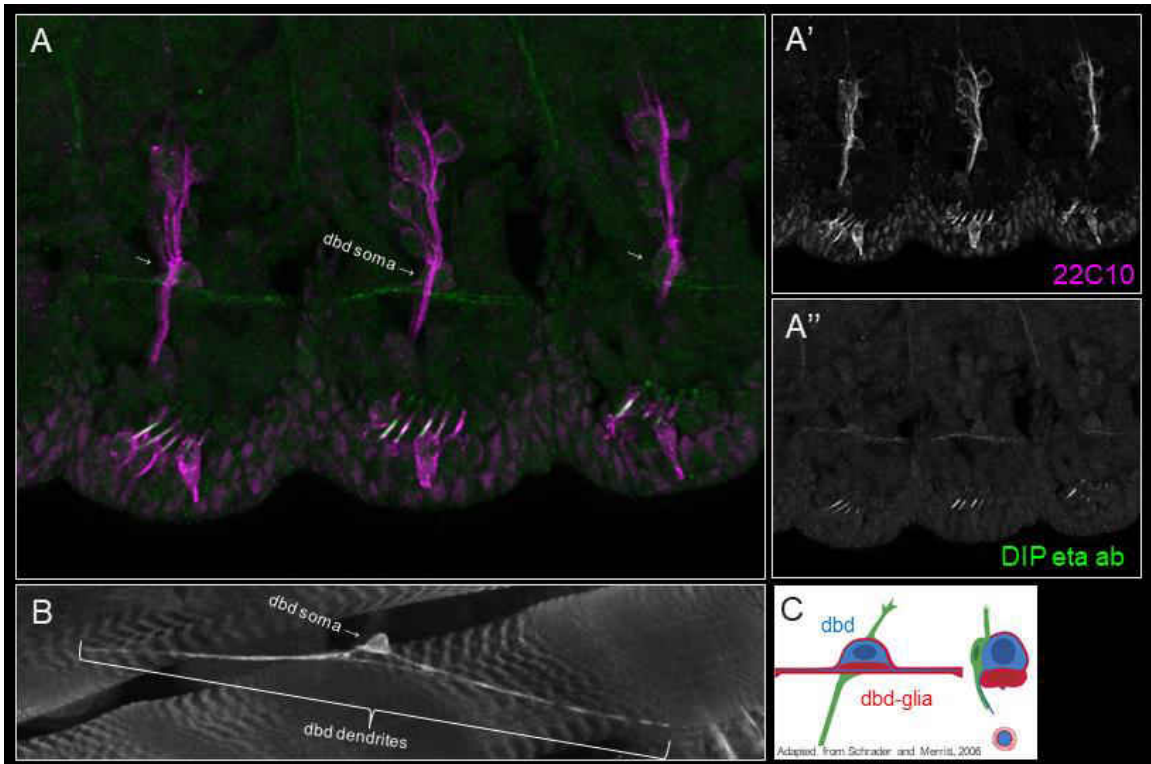 A
dbd soma→
→
→
A'
22C10
A"
DIP eta ab
B
dbd soma→
dbd dendrites
C
dbd
dbd-glia
Adapted from Schrader and Merritt, 2006